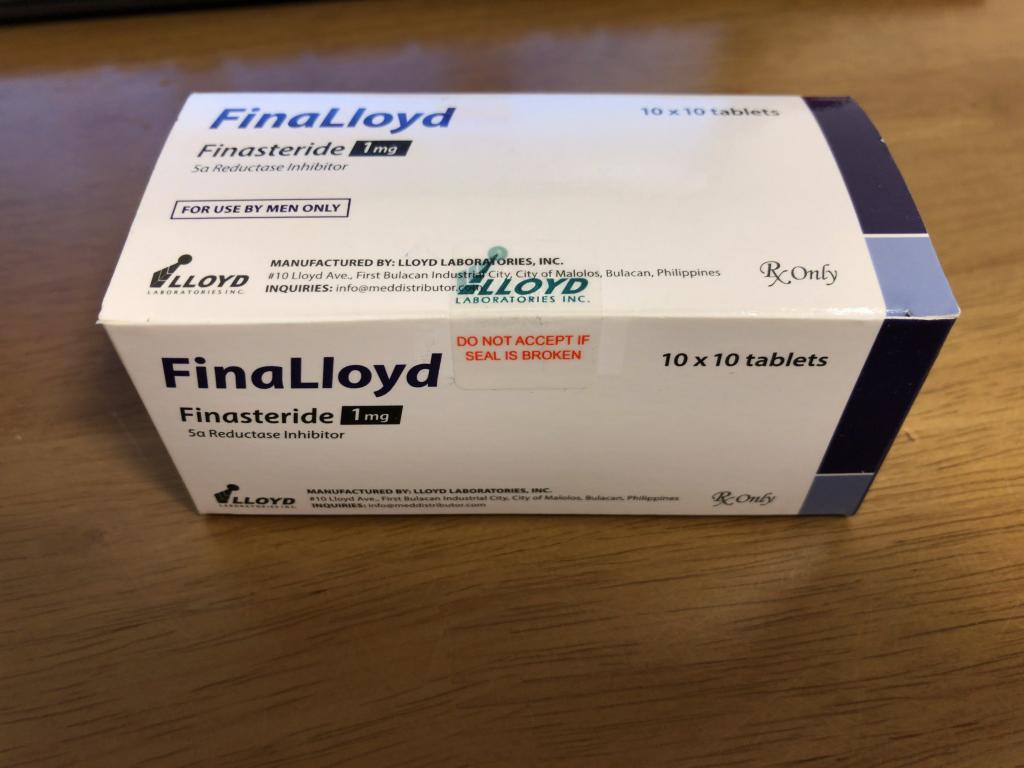 FinaLloyd
10 x 10 tablets
Finasteride 1mg
5α Reductase Inhibitor
FOR USE BY MEN ONLY
LLOYD
LABORATORIES INC.
MANUFACTURED BY: LLOYD LABORATORIES, INC.
#10 Lloyd Ave., First Bulacan Industrial City, City of Malolos, Bulacan, Philippines
INQUIRIES: info@meddistributor.com
Rx Only
LLOYD
LABORATORIES INC.
DO NOT ACCEPT IF
SEAL IS BROKEN
FinaLloyd
10 x 10 tablets
Finasteride 1mg
5α Reductase Inhibitor
LLOYD
LABORATORIES INC.
MANUFACTURED BY: LLOYD LABORATORIES, INC.
#10 Lloyd Ave., First Bulacan Industrial City, City of Malolos, Bulacan, Philippines
INQUIRIES: info@meddistributor.com
Rx Only